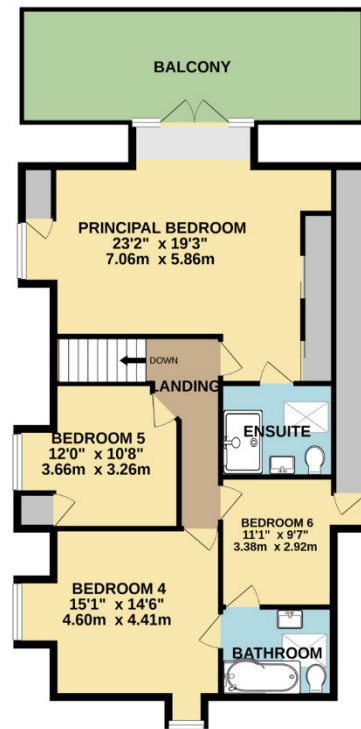 BALCONY
PRINCIPAL BEDROOM
23'2" x 19'3"
7.06m x 5.86m
DOWN
LANDING
BEDROOM 5
12'0" x 10'8"
3.66m x 3.26m
ENSUITE
BEDROOM 6
11'1" x 9'7"
3.38m x 2.92m
BEDROOM 4
15'1" x 14'6"
4.60m x 4.41m
BATHROOM